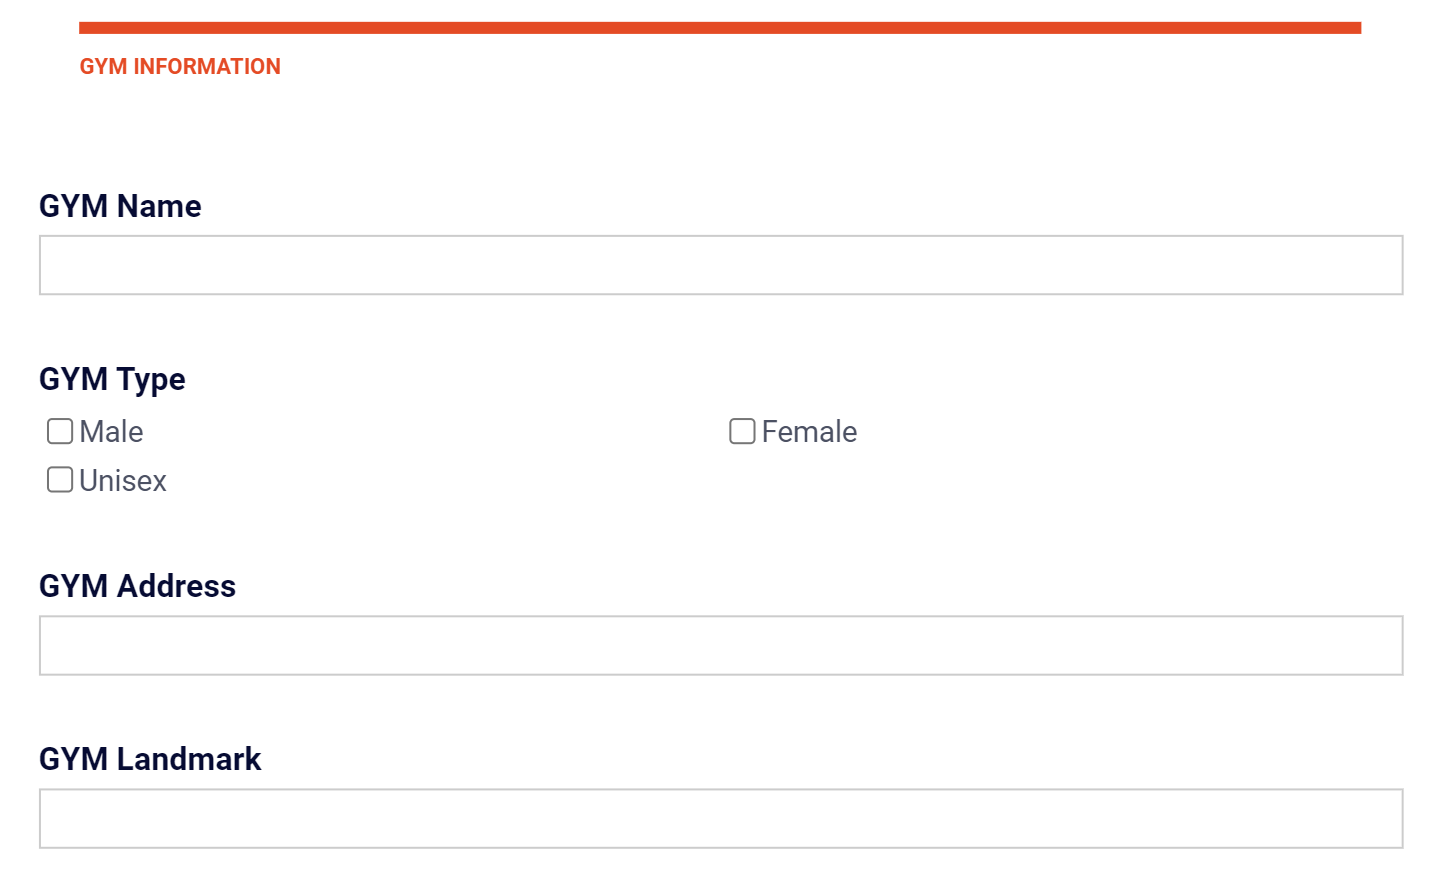 GYM INFORMATION
GYM Name
GYM Type
Male Female
Unisex
GYM Address
GYM Landmark